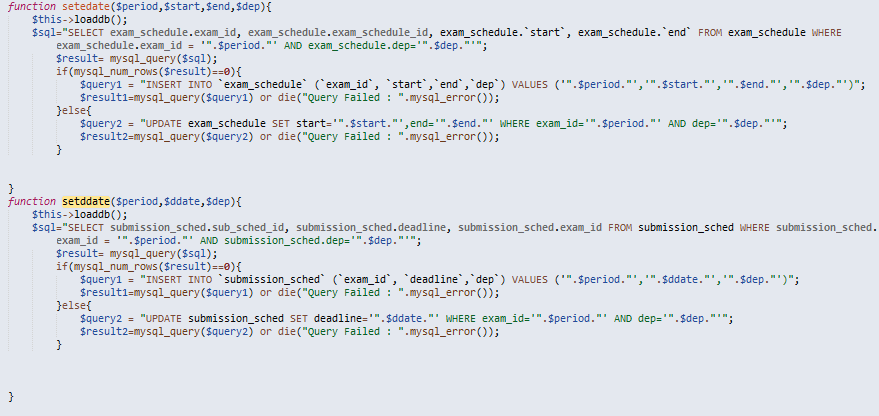 function setedate($period,$start,$end,$dep){
$this->loaddb();
$sql="SELECT exam_schedule.exam_id, exam_schedule.exam_schedule_id, exam_schedule.`start`, exam_schedule.`end` FROM exam_schedule WHERE
exam_schedule.exam_id = '".$period."' AND exam_schedule.dep='".$dep."'";
$result= mysql_query($sql);
if(mysql_num_rows($result)==0){
$query1 = "INSERT INTO `exam_schedule` (`exam_id`, `start`,`end`,`dep`) VALUES ('".$period."','".$start."','".$end."','".$dep."')";
$result1=mysql_query($query1) or die("Query Failed : ".mysql_error());
}else{
$query2 = "UPDATE exam_schedule SET start='".$start."',end='".$end."' WHERE exam_id='".$period."' AND dep='".$dep."'";
$result2=mysql_query($query2) or die("Query Failed : ".mysql_error());
}
}
function setddate($period,$ddate,$dep){
$this->loaddb();
$sql="SELECT submission_sched.sub_sched_id, submission_sched.deadline, submission_sched.exam_id FROM submission_sched WHERE submission_sched.
exam_id = '".$period."' AND submission_sched.dep='".$dep."'";
$result= mysql_query($sql);
if(mysql_num_rows($result)==0){
$query1 = "INSERT INTO `submission_sched` (`exam_id`, `deadline`,`dep`) VALUES ('".$period."','".$ddate."','".$dep."')";
$result1=mysql_query($query1) or die("Query Failed : ".mysql_error());
}else{
$query2 = "UPDATE submission_sched SET deadline='".$ddate."' WHERE exam_id='".$period."' AND dep='".$dep."'";
$result2=mysql_query($query2) or die("Query Failed : ".mysql_error());
}
}